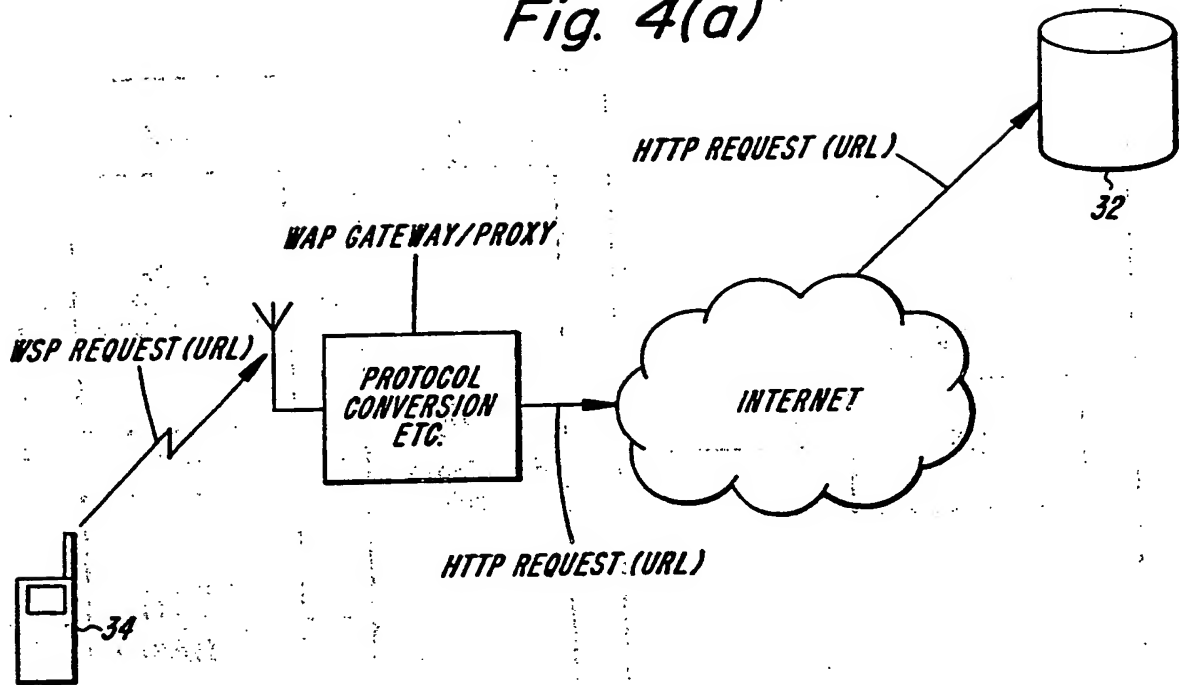 Fig. 4(a)
HTTP REQUEST (URL)
32
WAP GATEWAY/PROXY
WSP REQUEST (URL)
PROTOCOL
CONVERSION
ETC.
INTERNET
HTTP REQUEST (URL)
34